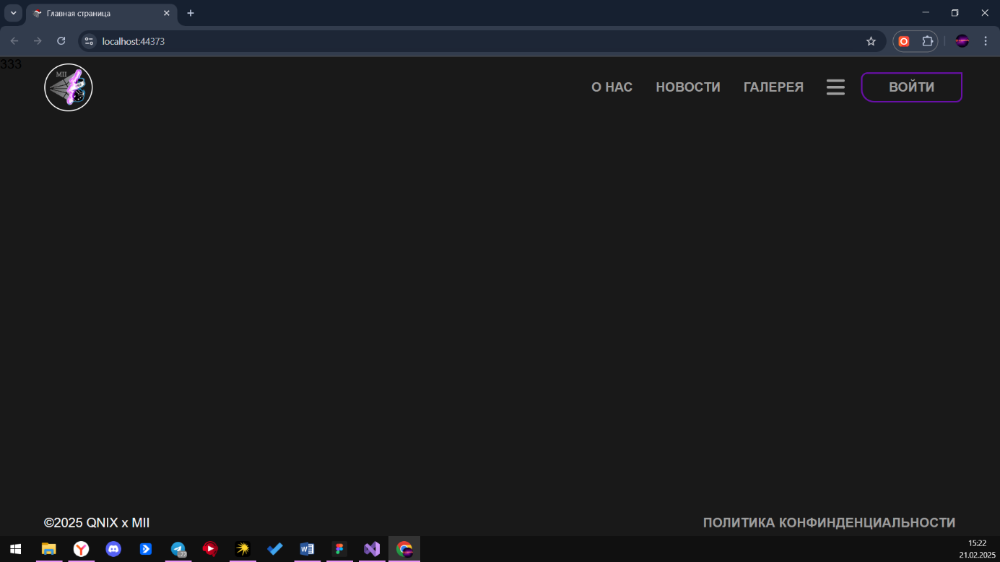 Главная страница
localhost:44373
333
MII
О НАС
НОВОСТИ
ГАЛЕРЕЯ
ВОЙТИ
©2025 QNIX x MII
ПОЛИТИКА КОНФИНДЕНЦИАЛЬНОСТИ
15:22
21.02.2025